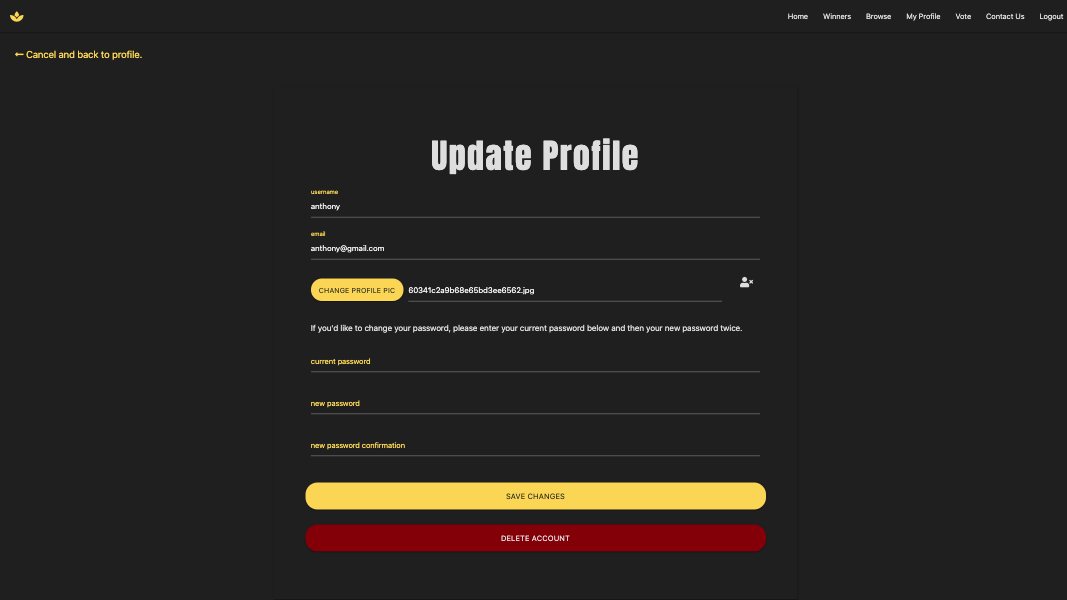 Home Winners Browse My Profile Vote Contact Us Logout
← Cancel and back to profile.
Update Profile
username
anthony
email
anthony@gmail.com
CHANGE PROFILE PIC 60341c2a9b68e65bd3ee6562.jpg
If you'd like to change your password, please enter your current password below and then your new password twice.
current password
new password
new password confirmation
SAVE CHANGES
DELETE ACCOUNT